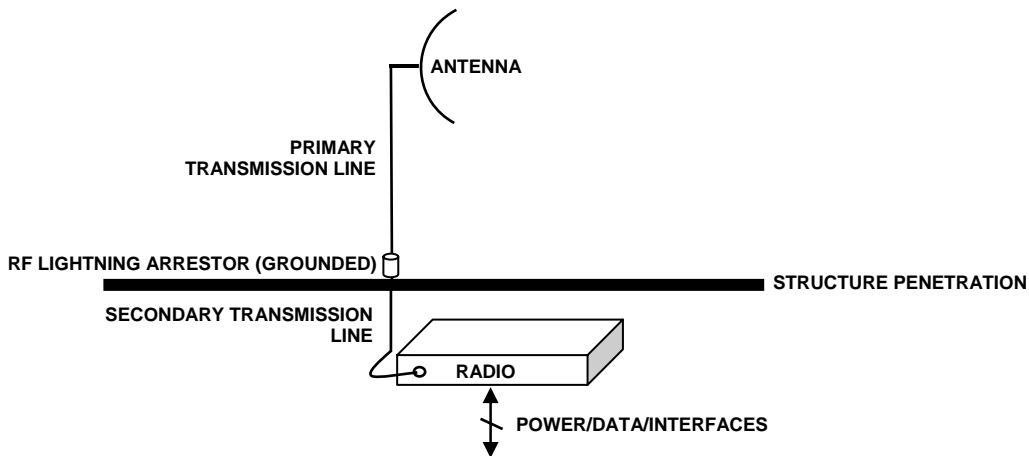 ANTENNA
PRIMARY
TRANSMISSION LINE
RF LIGHTNING ARRESTOR (GROUNDED)
STRUCTURE PENETRATION
SECONDARY TRANSMISSION
LINE
RADIO
POWER/DATA/INTERFACES